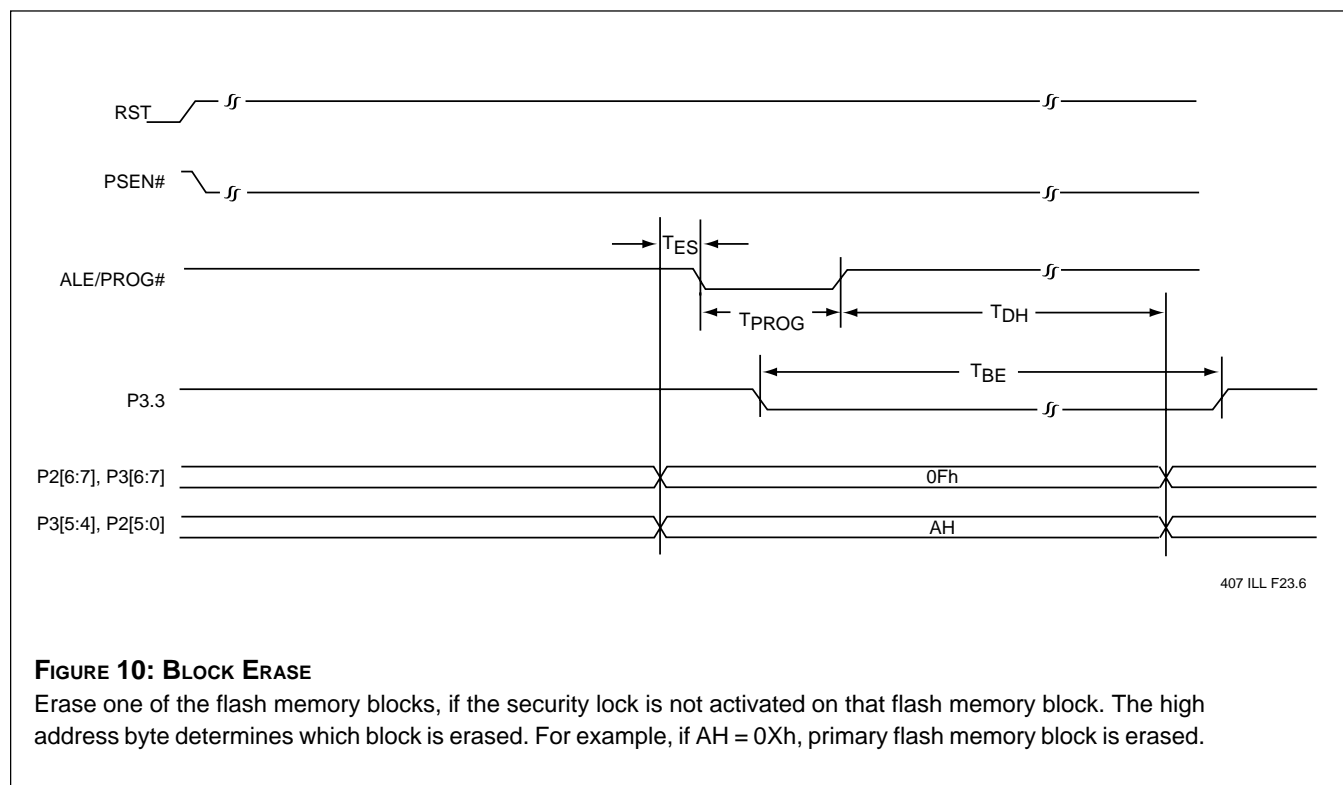 RST
PSEN#
TES
ALE/PROG#
TPROG
TDH
TBE
P3.3
P2[6:7], P3[6:7]
0Fh
P3[5:4], P2[5:0]
AH
407 ILL F23.6
FIGURE 10: BLOCK ERASE
Erase one of the flash memory blocks, if the security lock is not activated on that flash memory block. The high
address byte determines which block is erased. For example, if AH = 0Xh, primary flash memory block is erased.